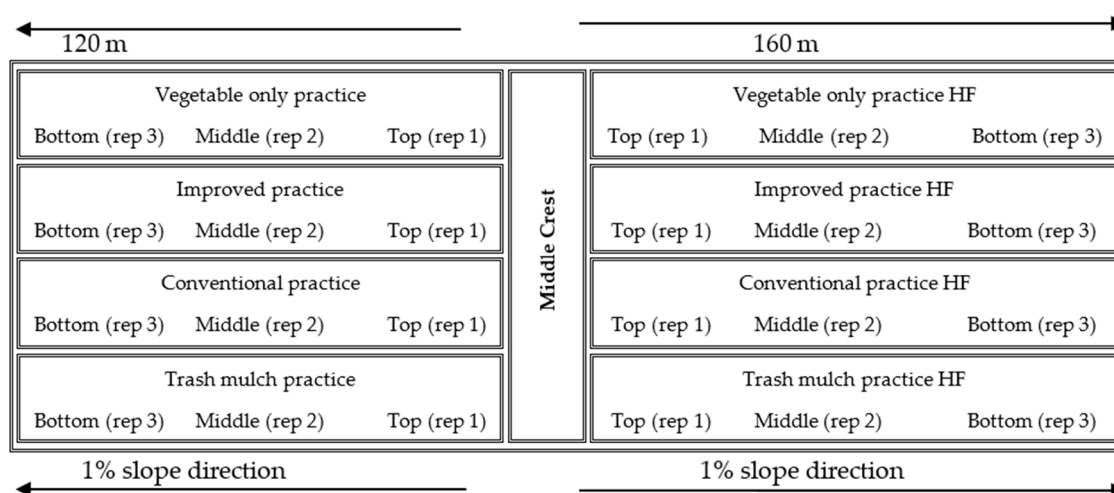 120 m
160 m
Vegetable only practice
Bottom (rep 3) Middle (rep 2) Top (rep 1)
Improved practice
Bottom (rep 3) Middle (rep 2) Top (rep 1)
Conventional practice
Bottom (rep 3) Middle (rep 2) Top (rep 1)
Trash mulch practice
Bottom (rep 3) Middle (rep 2) Top (rep 1)
Middle Crest
Vegetable only practice HF
Top (rep 1) Middle (rep 2) Bottom (rep 3)
Improved practice HF
Top (rep 1) Middle (rep 2) Bottom (rep 3)
Conventional practice HF
Top (rep 1) Middle (rep 2) Bottom (rep 3)
Trash mulch practice HF
Top (rep 1) Middle (rep 2) Bottom (rep 3)
1% slope direction
1% slope direction